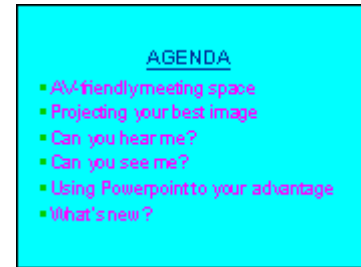 AGENDA
AV-friendly meeting space
Projecting your best image
Can you hear me?
Can you see me?
Using Powerpoint to your advantage
What's new?